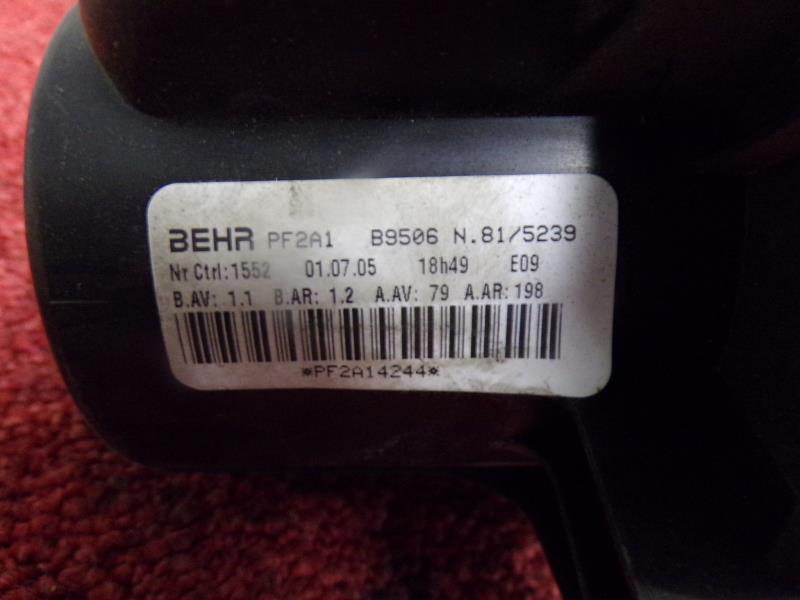 BEHR PF2A1 B9506 N.81/5239
Nr Ctrl:1552 01.07.05 18h49 E09
B.AV: 1.1 B.AR: 1.2 A.AV: 79 A.AR:198
*PF2A14244*